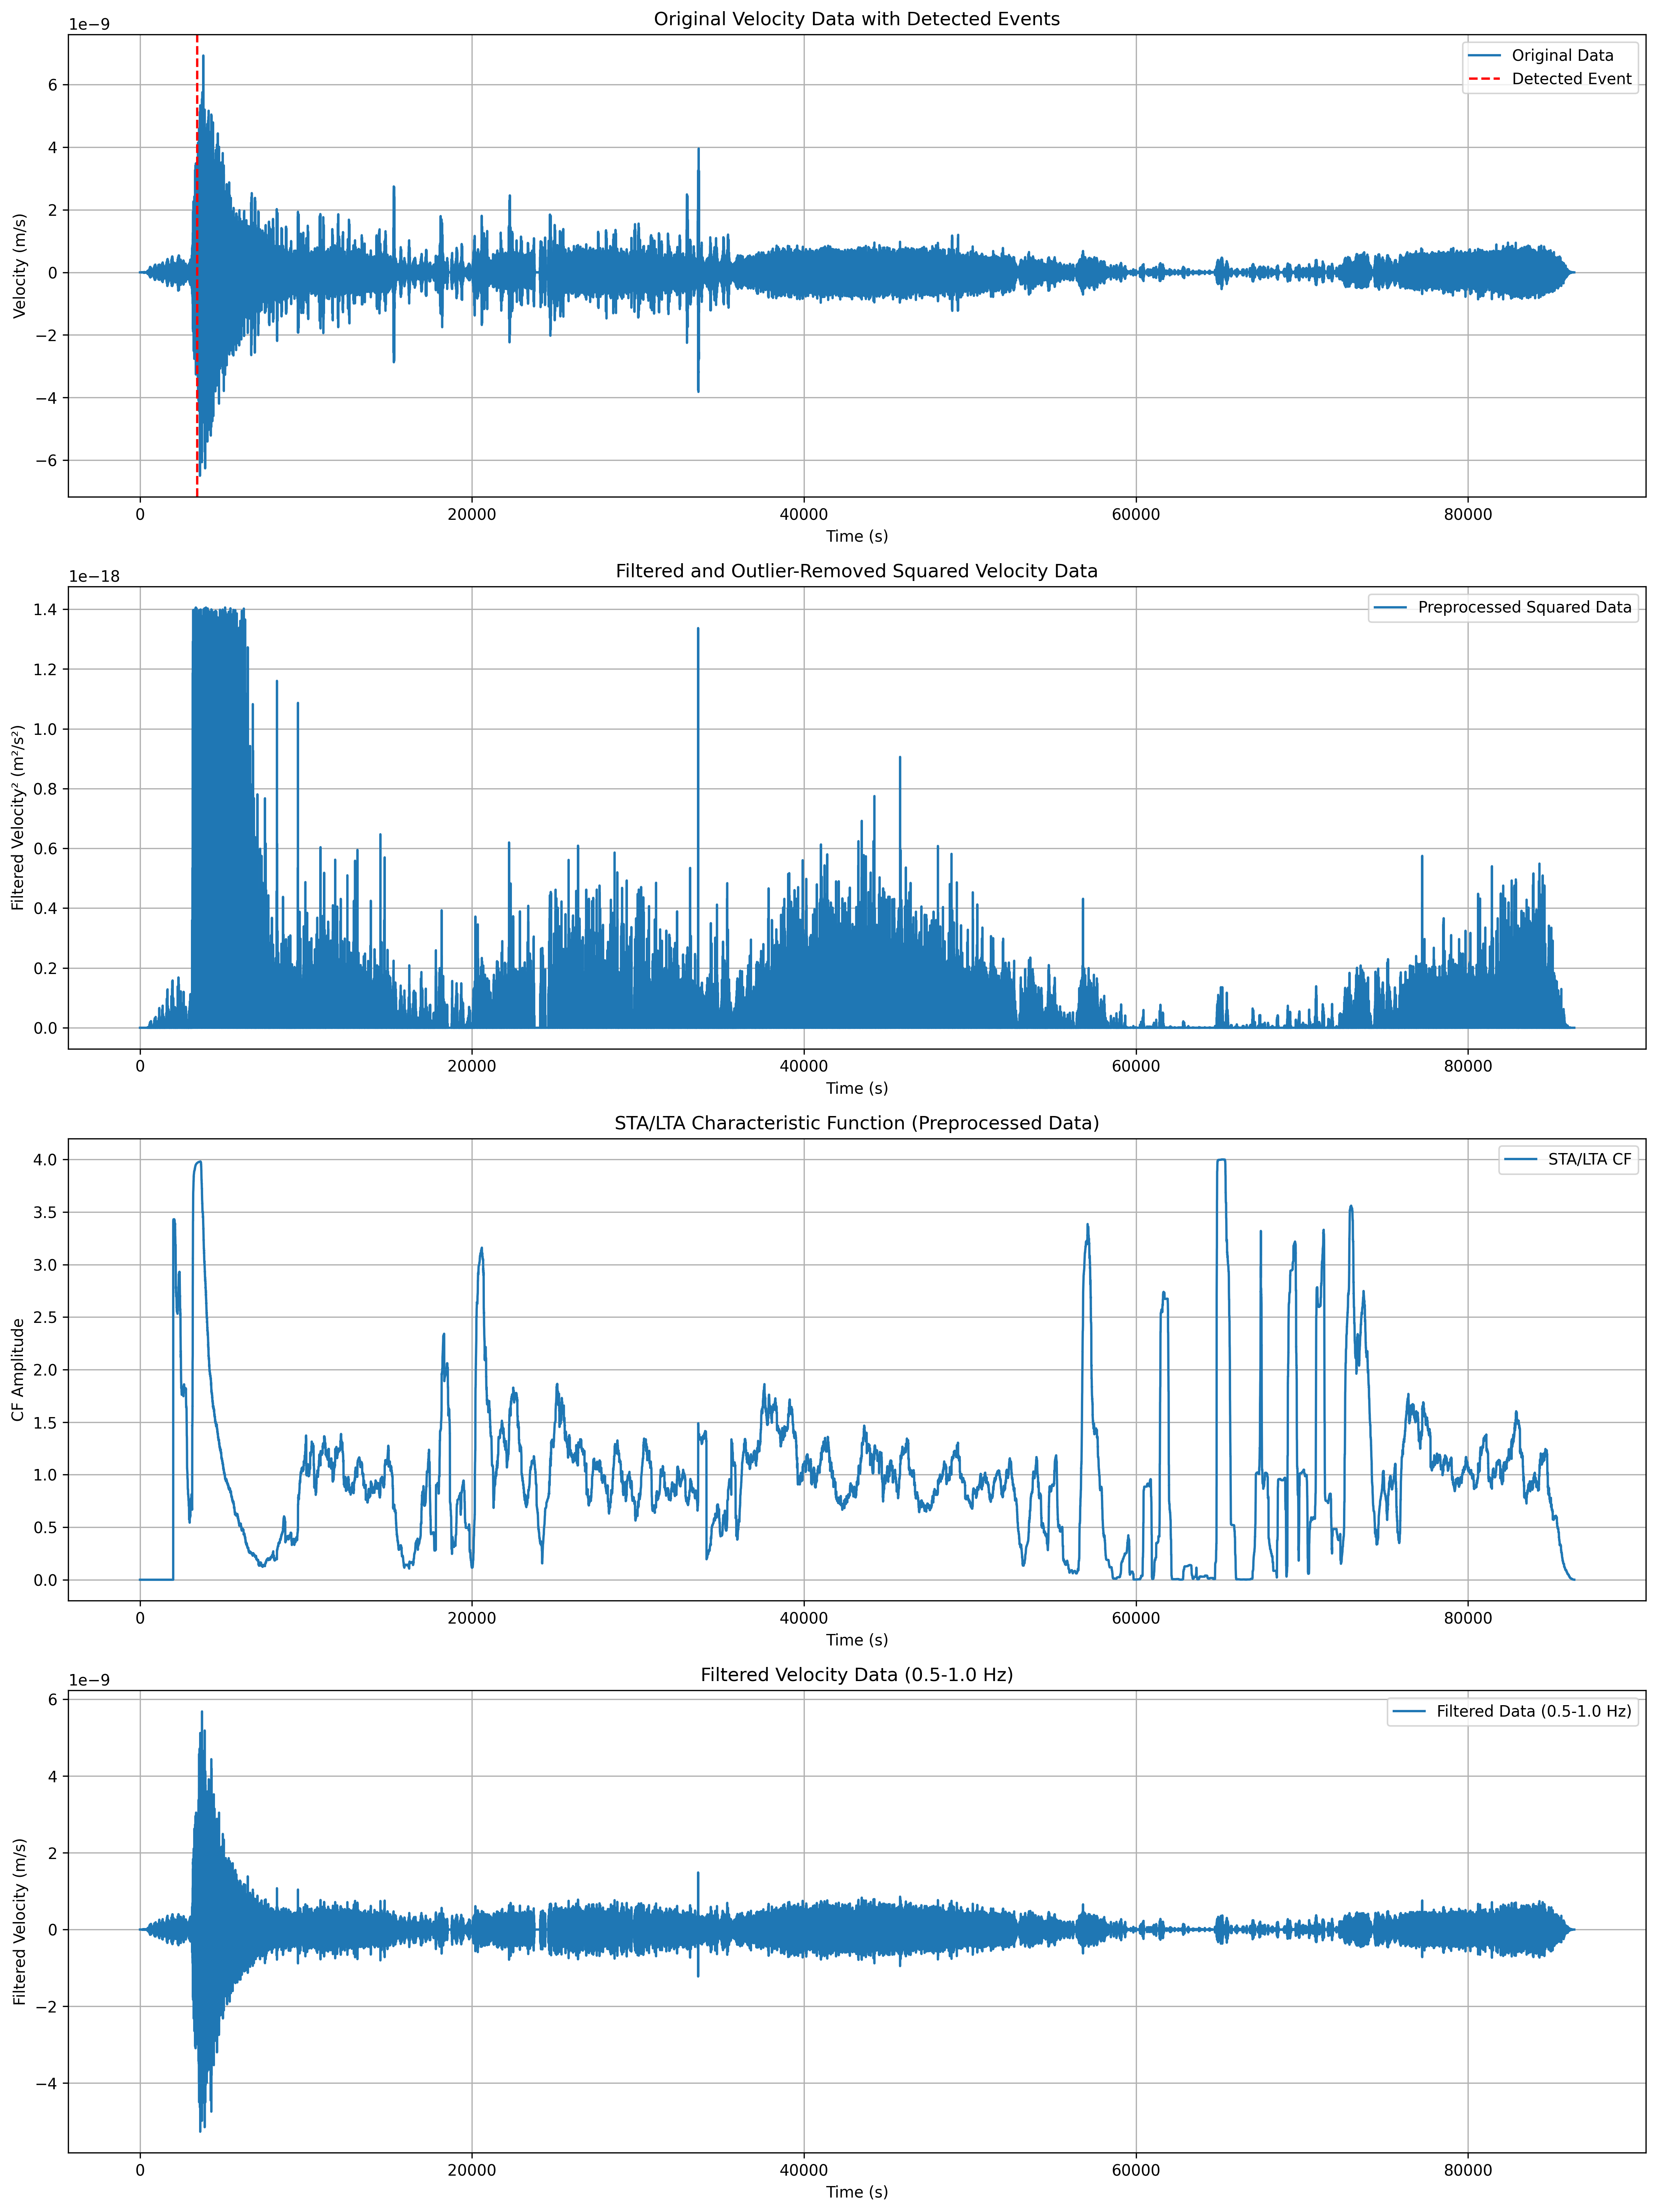 Original Velocity Data with Detected Events
1e−9
Original Data
Detected Event
6
4
2
0
−2
−4
−6
Velocity (m/s)
0 20000 40000 60000 80000
Time (s)
Filtered and Outlier-Removed Squared Velocity Data
1e−18
Preprocessed Squared Data
1.4
1.2
1.0
0.8
0.6
0.4
0.2
0.0
Filtered Velocity² (m²/s²)
0 20000 40000 60000 80000
Time (s)
STA/LTA Characteristic Function (Preprocessed Data)
STA/LTA CF
4.0
3.5
3.0
2.5
2.0
1.5
1.0
0.5
0.0
CF Amplitude
0 20000 40000 60000 80000
Time (s)
Filtered Velocity Data (0.5-1.0 Hz)
1e−9
Filtered Data (0.5-1.0 Hz)
6
4
2
0
−2
−4
Filtered Velocity (m/s)
0 20000 40000 60000 80000
Time (s)